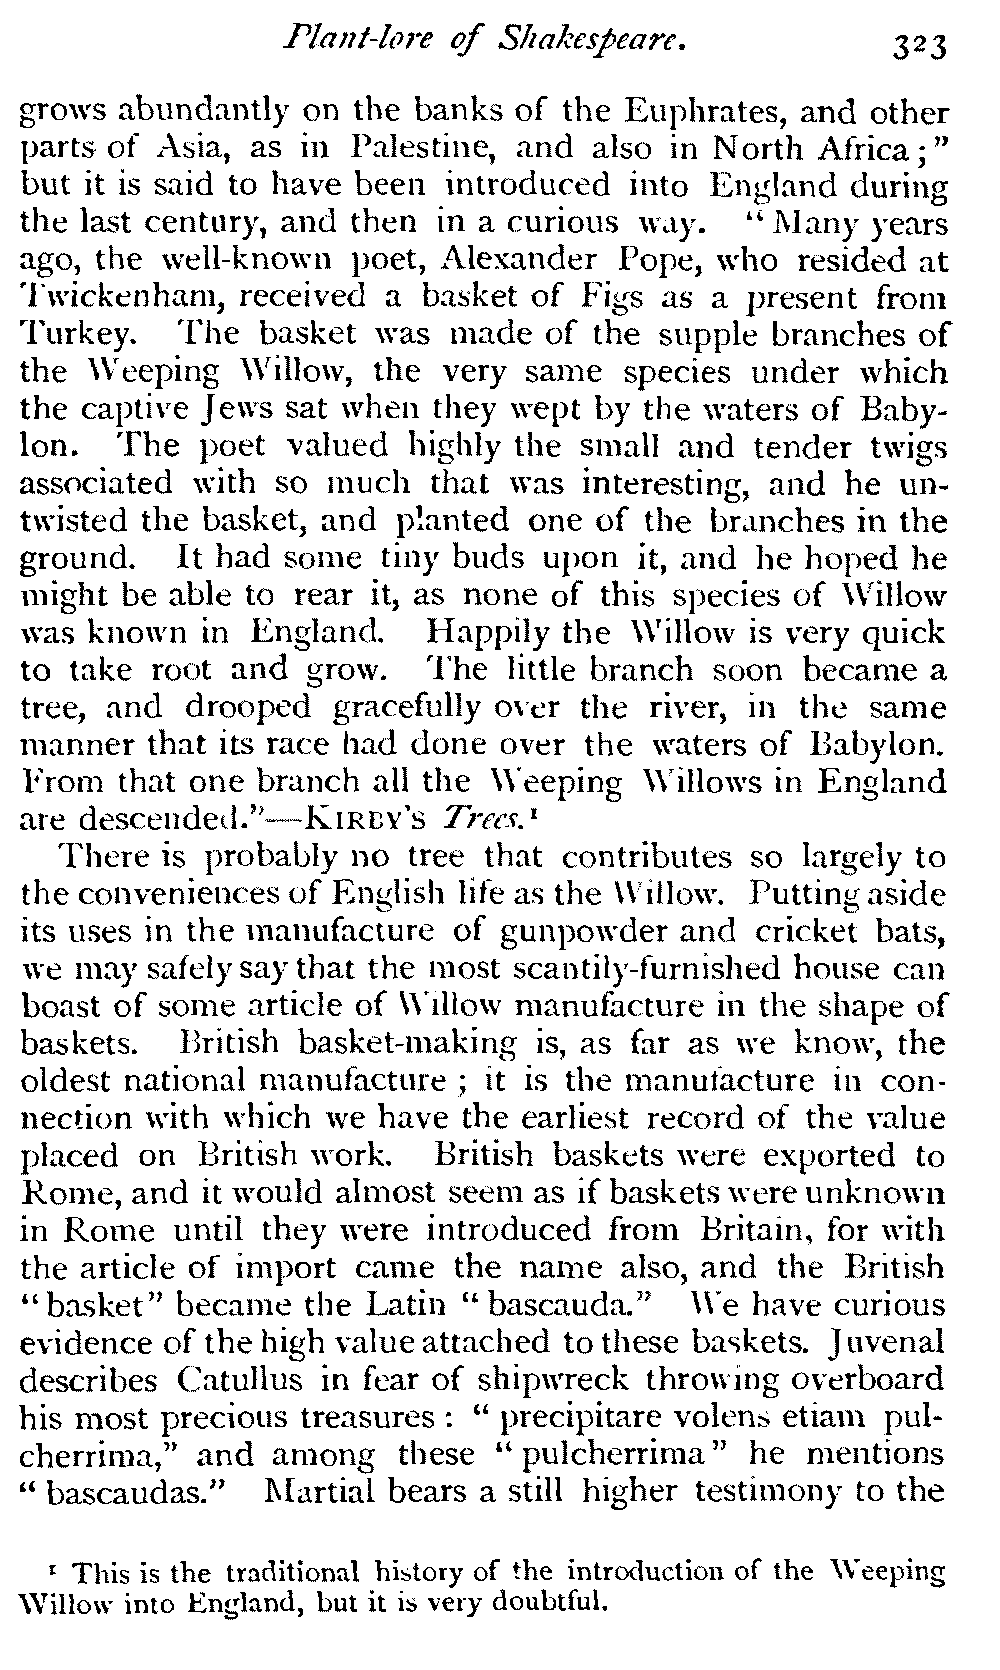 Plant-lore of Shakespeare. 323
grows abundantly on the banks of the Euphrates, and other
parts of Asia, as in Palestine, and also in North Africa;"
but it is said to have been introduced into England during
the last century, and then in a curious way. "Many years
ago, the well-known poet, Alexander Pope, who resided at
Twickenham, received a basket of Figs as a present from
Turkey. The basket was made of the supple branches of
the Weeping Willow, the very same species under which
the captive Jews sat when they wept by the waters of Baby-
lon. The poet valued highly the small and tender twigs
associated with so much that was interesting, and he un-
twisted the basket, and planted one of the branches in the
ground. It had some tiny buds upon it, and he hoped he
might be able to rear it, as none of this species of Willow
was known in England. Happily the Willow is very quick
to take root and grow. The little branch soon became a
tree, and drooped gracefully over the river, in the same
manner that its race had done over the waters of Babylon.
From that one branch all the Weeping Willows in England
are descended."—KIRBY'S Trees.¹
There is probably no tree that contributes so largely to
the conveniences of English life as the Willow. Putting aside
its uses in the manufacture of gunpowder and cricket bats,
we may safely say that the most scantily-furnished house can
boast of some article of Willow manufacture in the shape of
baskets. British basket-making is, as far as we know, the
oldest national manufacture; it is the manufacture in con-
nection with which we have the earliest record of the value
placed on British work. British baskets were exported to
Rome, and it would almost seem as if baskets were unknown
in Rome until they were introduced from Britain, for with
the article of import came the name also, and the British
"basket" became the Latin "bascauda." We have curious
evidence of the high value attached to these baskets. Juvenal
describes Catullus in fear of shipwreck throwing overboard
his most precious treasures: "precipitare volens etiam pul-
cherrima," and among these "pulcherrima" he mentions
"bascaudas." Martial bears a still higher testimony to the
¹ This is the traditional history of the introduction of the Weeping
Willow into England, but it is very doubtful.